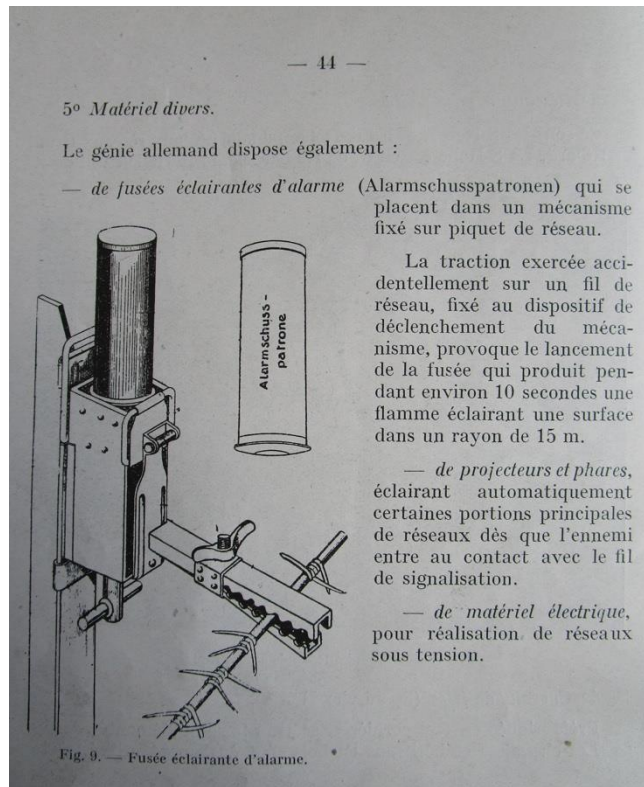 — 44 —
5º Matériel divers.
Le génie allemand dispose également :
— de fusées éclairantes d'alarme (Alarmschusspatronen) qui se
placent dans un mécanisme
fixé sur piquet de réseau.
La traction exercée acci-
dentellement sur un fil de
réseau, fixé au dispositif de
déclenchement du méca-
nisme, provoque le lancement
de la fusée qui produit pen-
dant environ 10 secondes une
flamme éclairant une surface
dans un rayon de 15 m.
— de projecteurs et phares,
éclairant automatiquement
certaines portions principales
de réseaux dès que l'ennemi
entre au contact avec le fil
de signalisation.
— de matériel électrique,
pour réalisation de réseaux
sous tension.
Alarmschuss-
patrone
Fig. 9. — Fusée éclairante d'alarme.